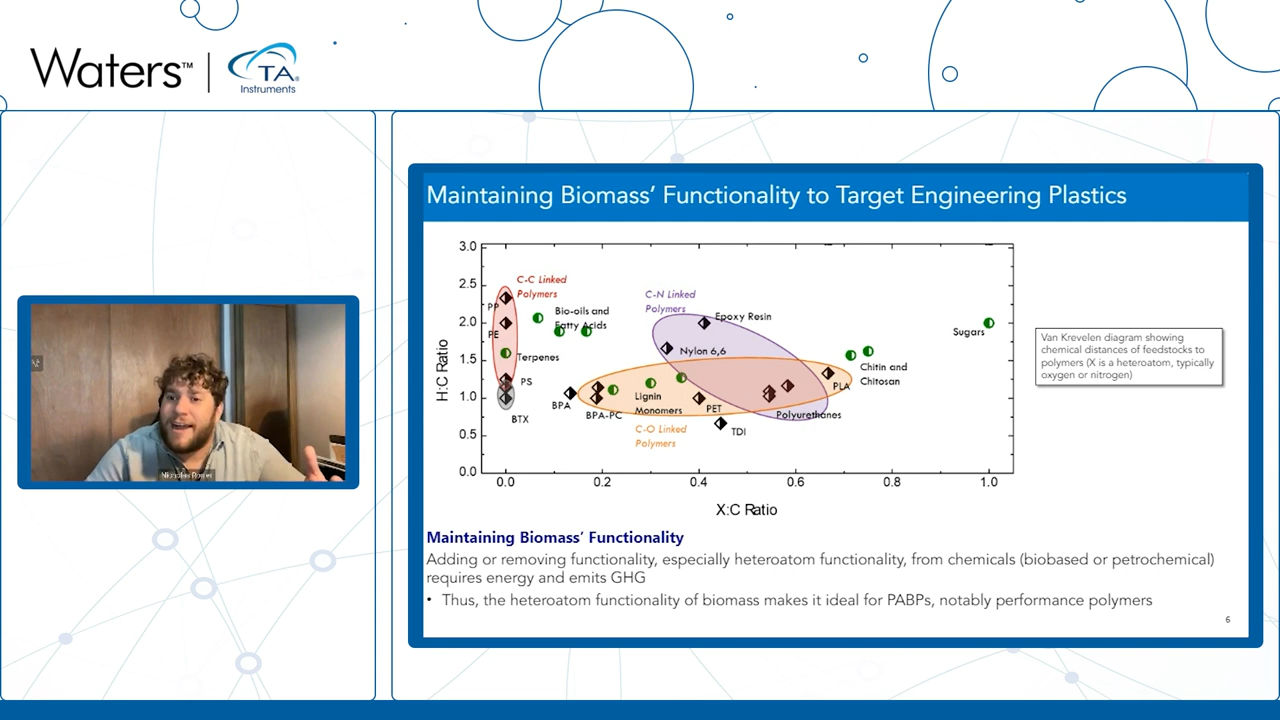 Waters™
TA®
Instruments
Maintaining Biomass’ Functionality to Target Engineering Plastics
H:C Ratio
3.0
2.5
2.0
1.5
1.0
0.5
0.0
0.0
0.2
0.4
0.6
0.8
1.0
X:C Ratio
C-C Linked
Polymers
PP
PE
Terpenes
PS
BTX
Bio-oils and
Fatty Acids
C-N Linked
Polymers
Epoxy Resin
Nylon 6,6
BPA
BPA-PC
Lignin
Monomers
C-O Linked
Polymers
PET
TDI
Polyurethanes
PLA
Chitin and
Chitosan
Sugars
Van Krevelen diagram showing
chemical distances of feedstocks to
polymers (X is a heteroatom, typically
oxygen or nitrogen)
Maintaining Biomass’ Functionality
Adding or removing functionality, especially heteroatom functionality, from chemicals (biobased or petrochemical)
requires energy and emits GHG
• Thus, the heteroatom functionality of biomass makes it ideal for PABPs, notably performance polymers
6